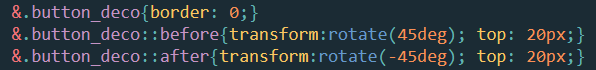 &.button_deco{border: 0;}
&.button_deco::before{transform:rotate(45deg); top: 20px;}
&.button_deco::after{transform:rotate(-45deg); top: 20px;}